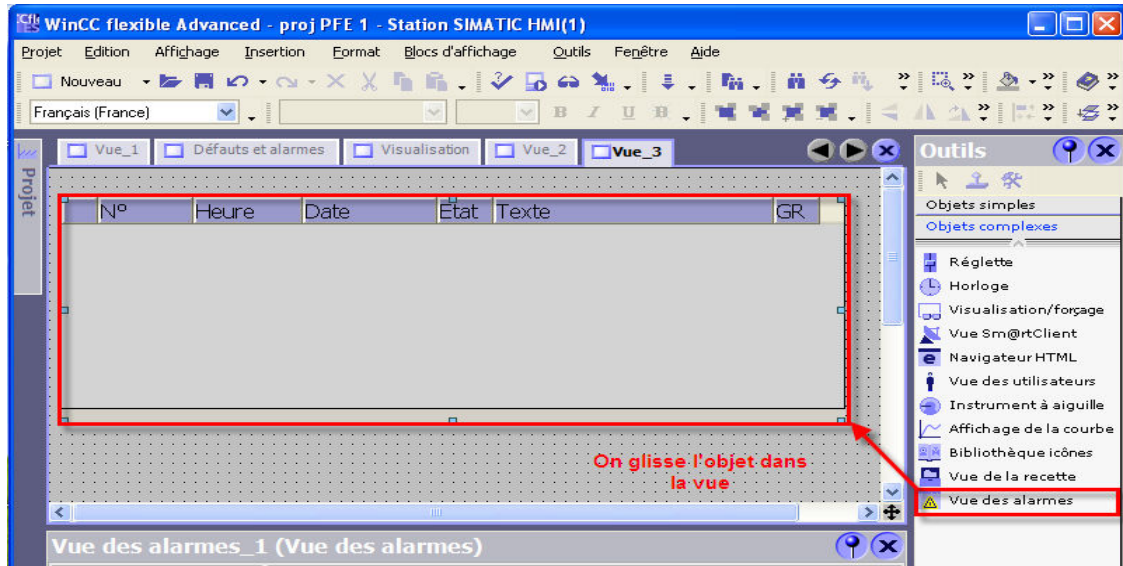 WinCC flexible Advanced - proj PFE 1 - Station SIMATIC HMI(1)
Projet Edition Affichage Insertion Format Blocs d'affichage Outils Fenêtre Aide
Nouveau
Français (France)
B I U
Projet
Vue_1 Défauts et alarmes Visualisation Vue_2 Vue_3
N° Heure Date Etat Texte GR
On glisse l'objet dans
la vue
Vue des alarmes_1 (Vue des alarmes)
Outils
Objets simples
Objets complexes
Réglette
Horloge
Visualisation/forçage
Vue Sm@rtClient
Navigateur HTML
Vue des utilisateurs
Instrument à aiguille
Affichage de la courbe
Bibliothèque icônes
Vue de la recette
Vue des alarmes